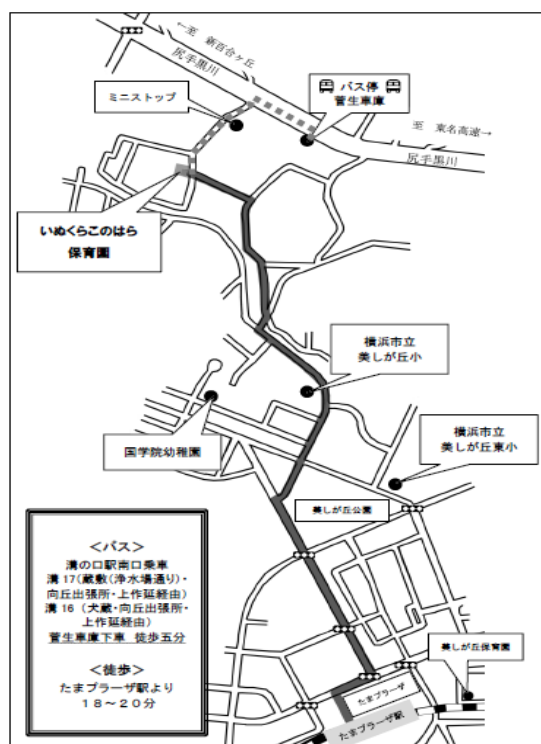 ←至 新百合ヶ丘
尻手黒川
ミニストップ
バス停
菅生車庫
至 東名高速→
尻手黒川
いぬくらこのはら
保育園
横浜市立
美しが丘小
国学院幼稚園
横浜市立
美しが丘東小
美しが丘公園
<バス>
溝の口駅南口乗車
溝17(蔵敷(浄水場通り)・
向丘出張所・上作延経由)
溝16 (犬蔵・向丘出張所・
上作延経由)
菅生車庫下車 徒歩五分
<徒歩>
たまプラーザ駅より
18~20分
美しが丘保育園
たまプラーザ
たまプラーザ駅